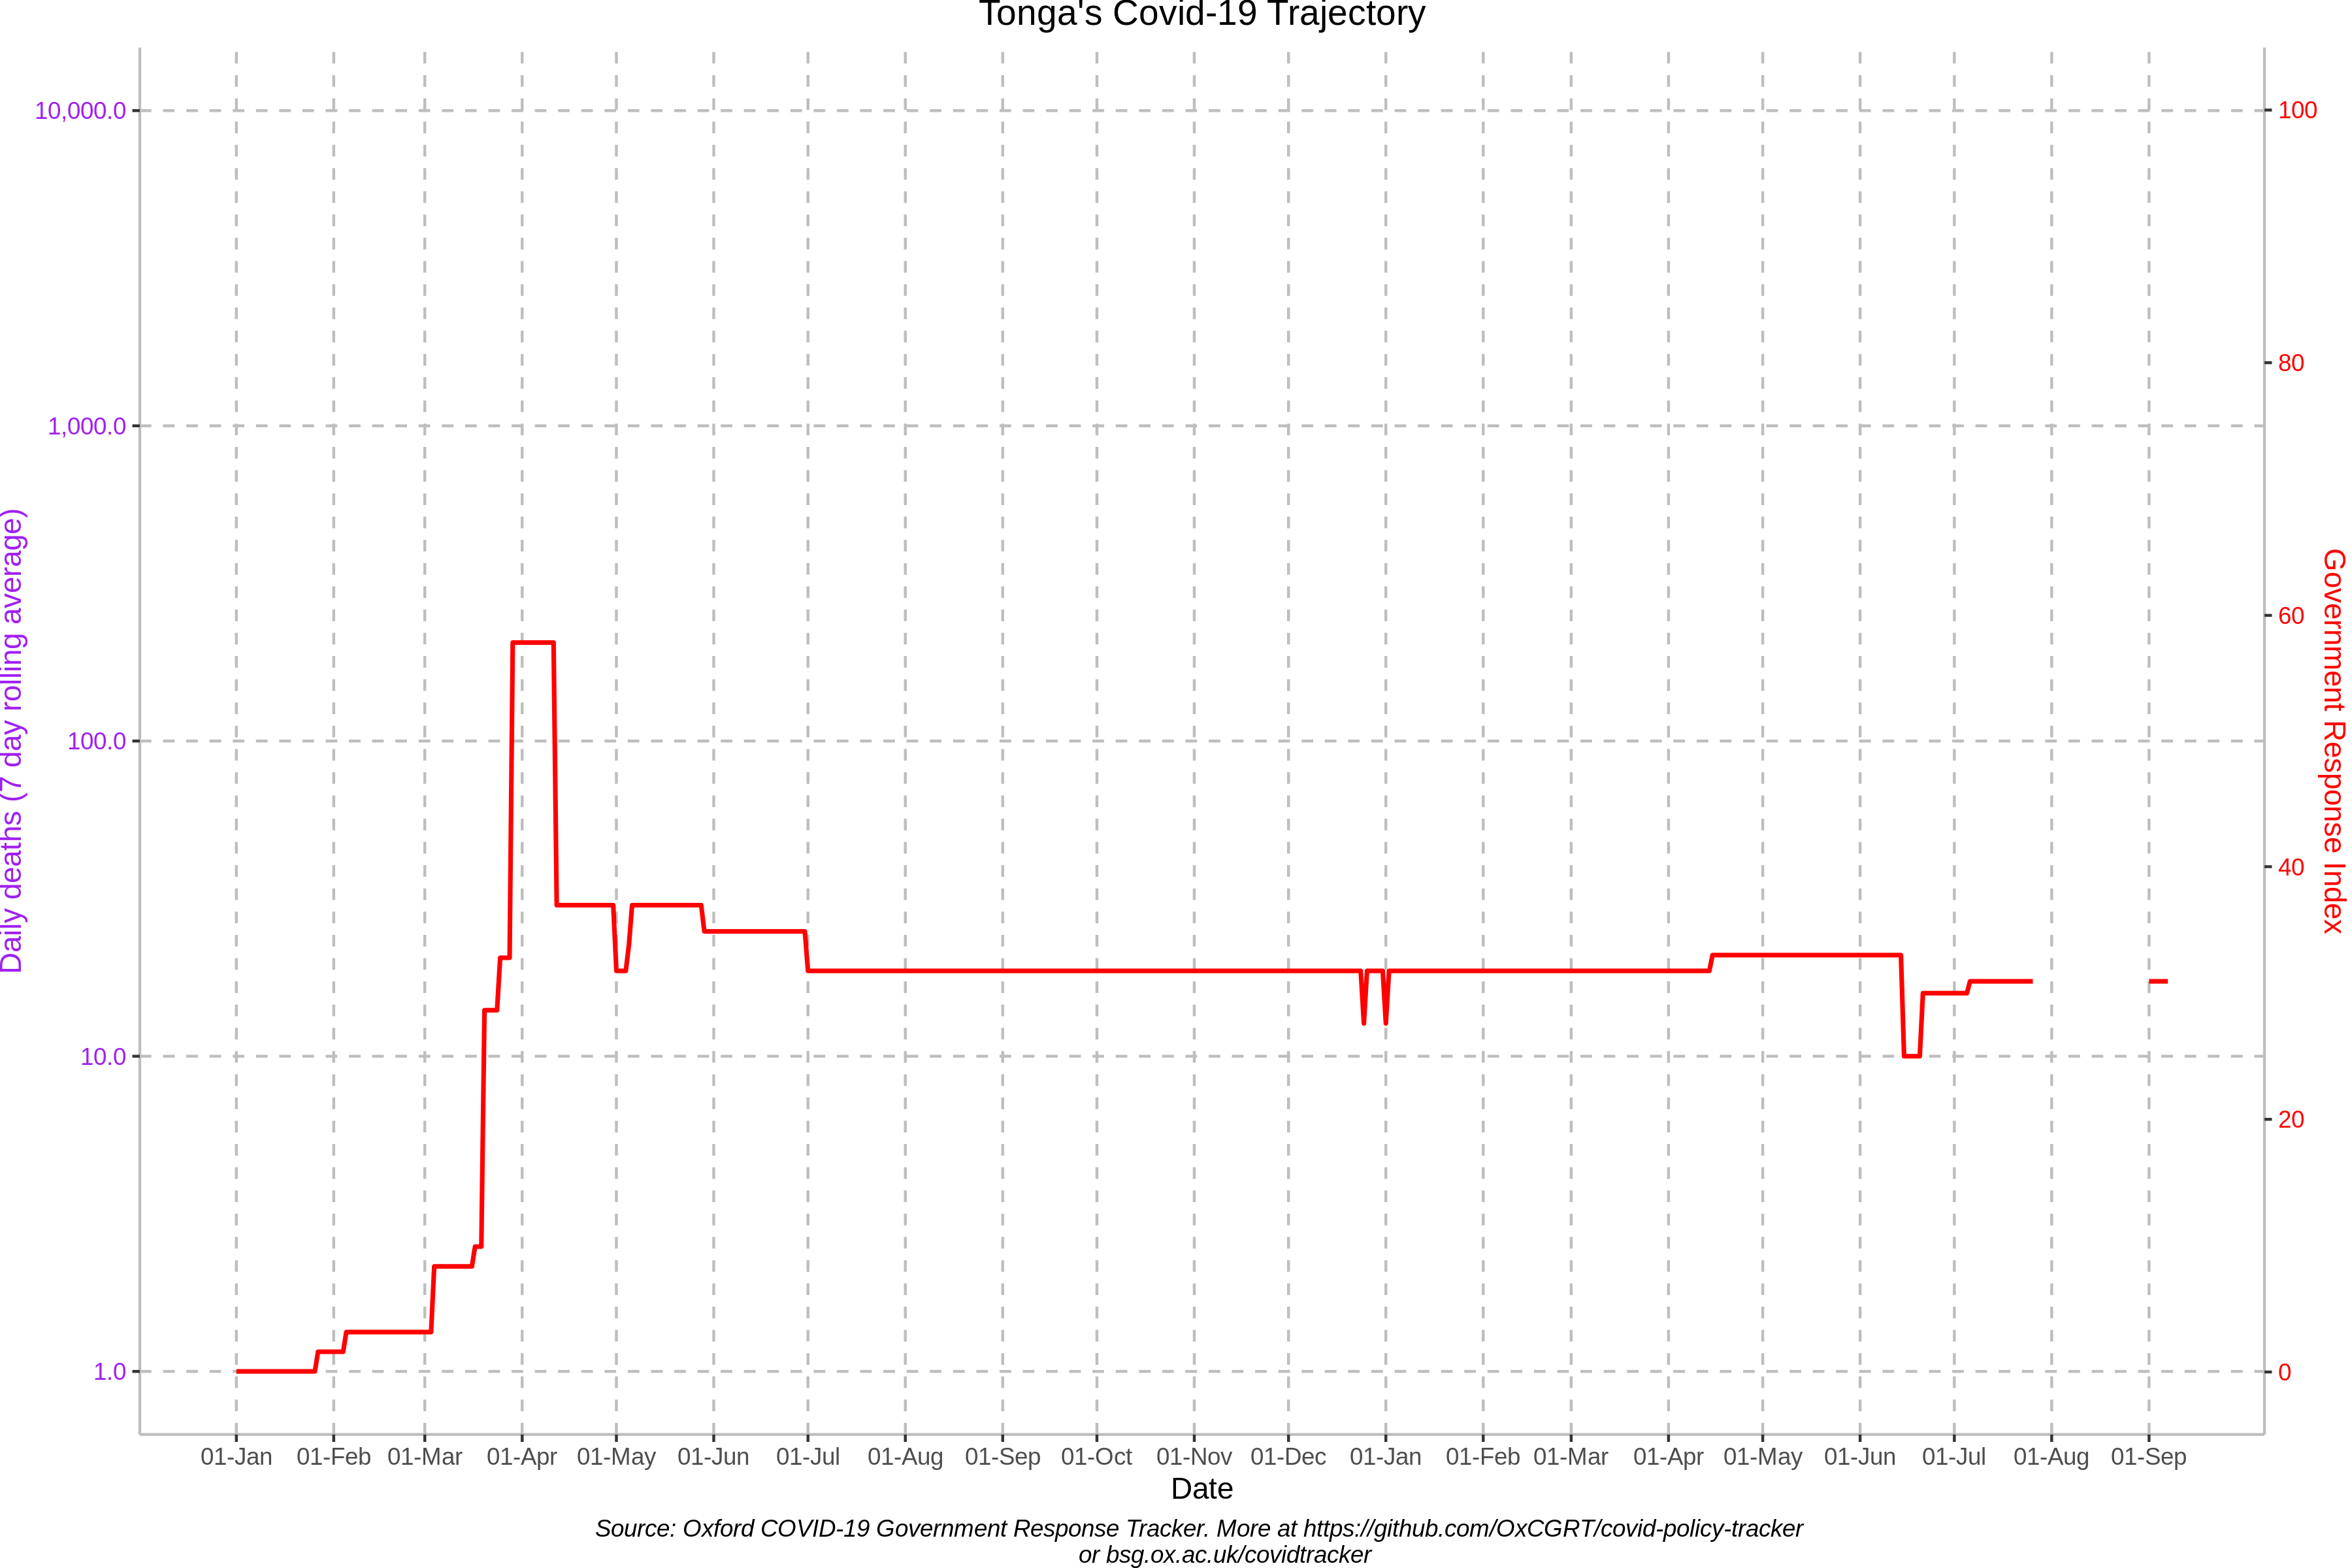 Tonga's Covid-19 Trajectory
10,000.0
1,000.0
100.0
10.0
1.0
Daily deaths (7 day rolling average)
100
80
60
40
20
0
Government Response Index
01-Jan 01-Feb 01-Mar 01-Apr 01-May 01-Jun 01-Jul 01-Aug 01-Sep 01-Oct 01-Nov 01-Dec 01-Jan 01-Feb 01-Mar 01-Apr 01-May 01-Jun 01-Jul 01-Aug 01-Sep
Date
Source: Oxford COVID-19 Government Response Tracker. More at https://github.com/OxCGRT/covid-policy-tracker
or bsg.ox.ac.uk/covidtracker